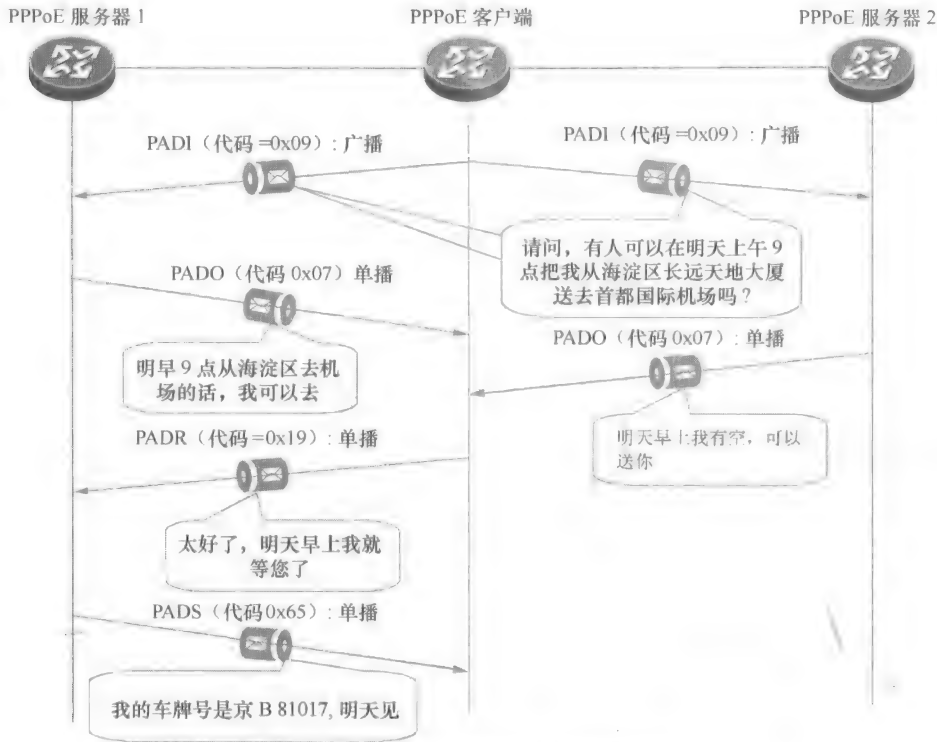 PPPoE 服务器 1
PPPoE 客户端
PPPoE 服务器 2
PADI（代码=0x09）: 广播
PADI（代码=0x09）: 广播
请问，有人可以在明天上午 9
点把我从海淀区长远天地大厦
送去首都国际机场吗？
PADO（代码 0x07）单播
明早 9 点从海淀区去机
场的话，我可以去
PADO（代码 0x07）: 单播
明天早上我有空，可以
送你
PADR（代码=0x19）: 单播
太好了，明天早上我就
等您了
PADS（代码0x65）: 单播
我的车牌号是京 B 81017, 明天见